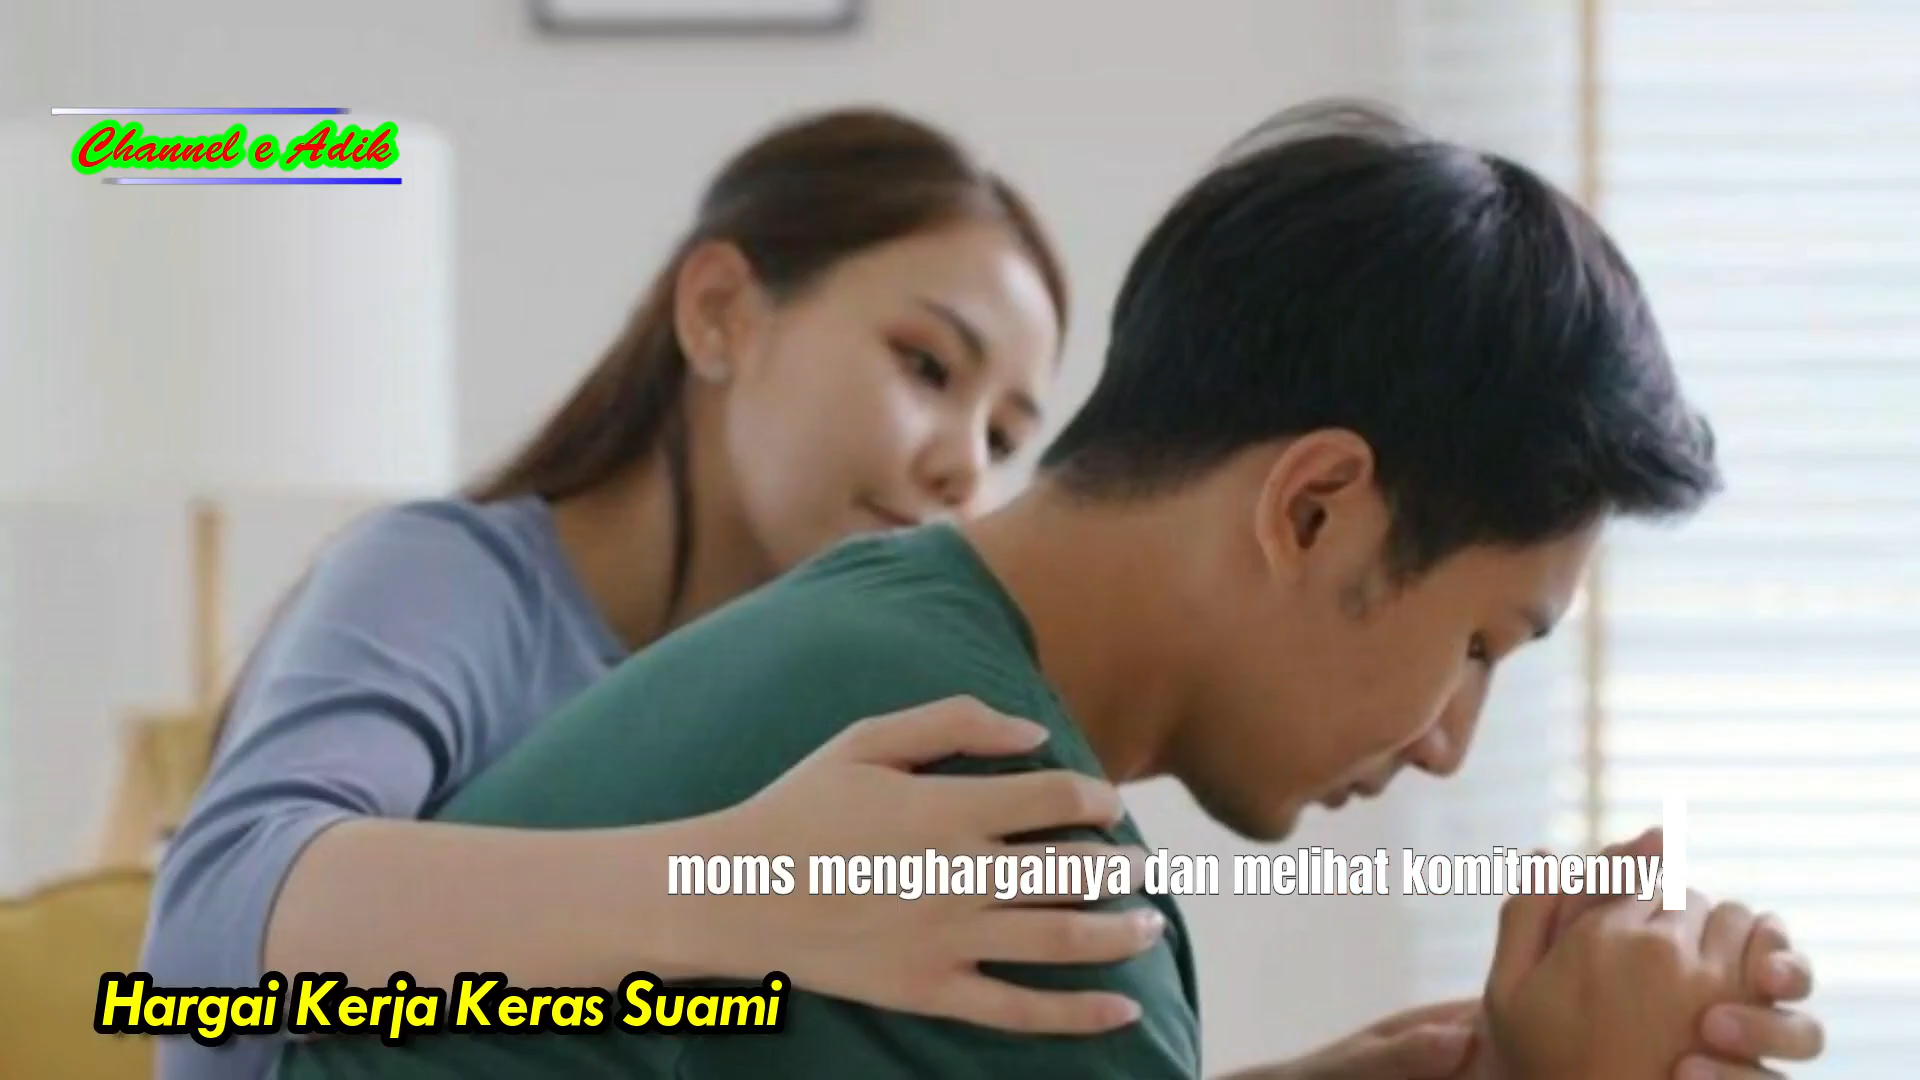 Channel e Adik
moms menghargainya dan melihat komitmennya
Hargai Kerja Keras Suami